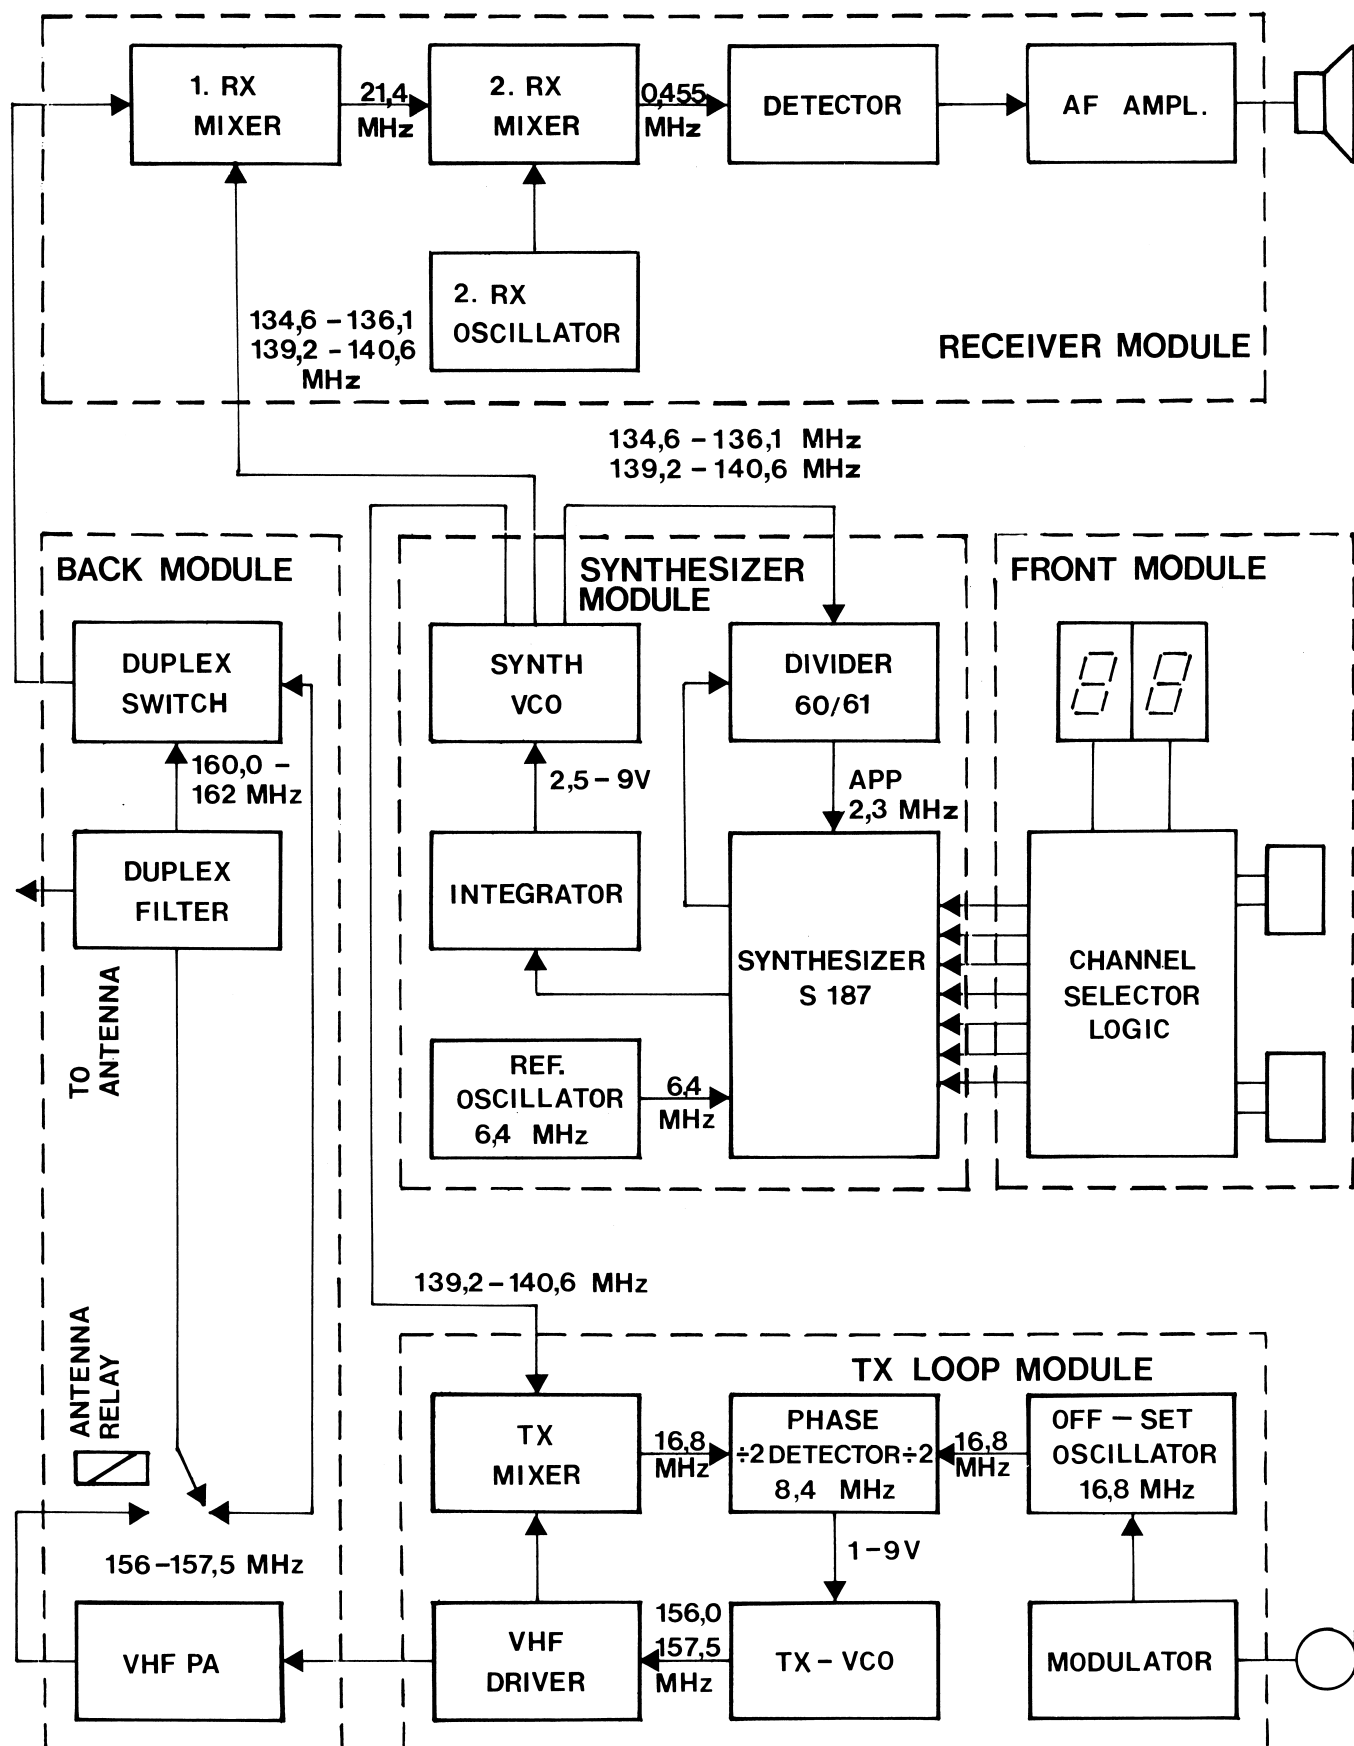 1. RX
MIXER
21,4
MHz
2. RX
MIXER
0,455
MHz
DETECTOR
AF AMPL.
2. RX
OSCILLATOR
134,6 – 136,1
139,2 – 140,6
MHz
RECEIVER MODULE
134,6 – 136,1 MHz
139,2 – 140,6 MHz
BACK MODULE
DUPLEX
SWITCH
160,0 –
162 MHz
DUPLEX
FILTER
TO
ANTENNA
ANTENNA
RELAY
156 – 157,5 MHz
VHF PA
SYNTHESIZER
MODULE
SYNTH
VCO
DIVIDER
60/61
2,5 – 9V
APP
2,3 MHz
INTEGRATOR
SYNTHESIZER
S 187
REF.
OSCILLATOR
6,4 MHz
6,4
MHz
FRONT MODULE
88
CHANNEL
SELECTOR
LOGIC
139,2 – 140,6 MHz
TX LOOP MODULE
TX
MIXER
16,8
MHz
PHASE
÷2 DETECTOR ÷2
8,4 MHz
16,8
MHz
OFF – SET
OSCILLATOR
16,8 MHz
1 – 9V
VHF
DRIVER
156,0
157,5
MHz
TX – VCO
MODULATOR